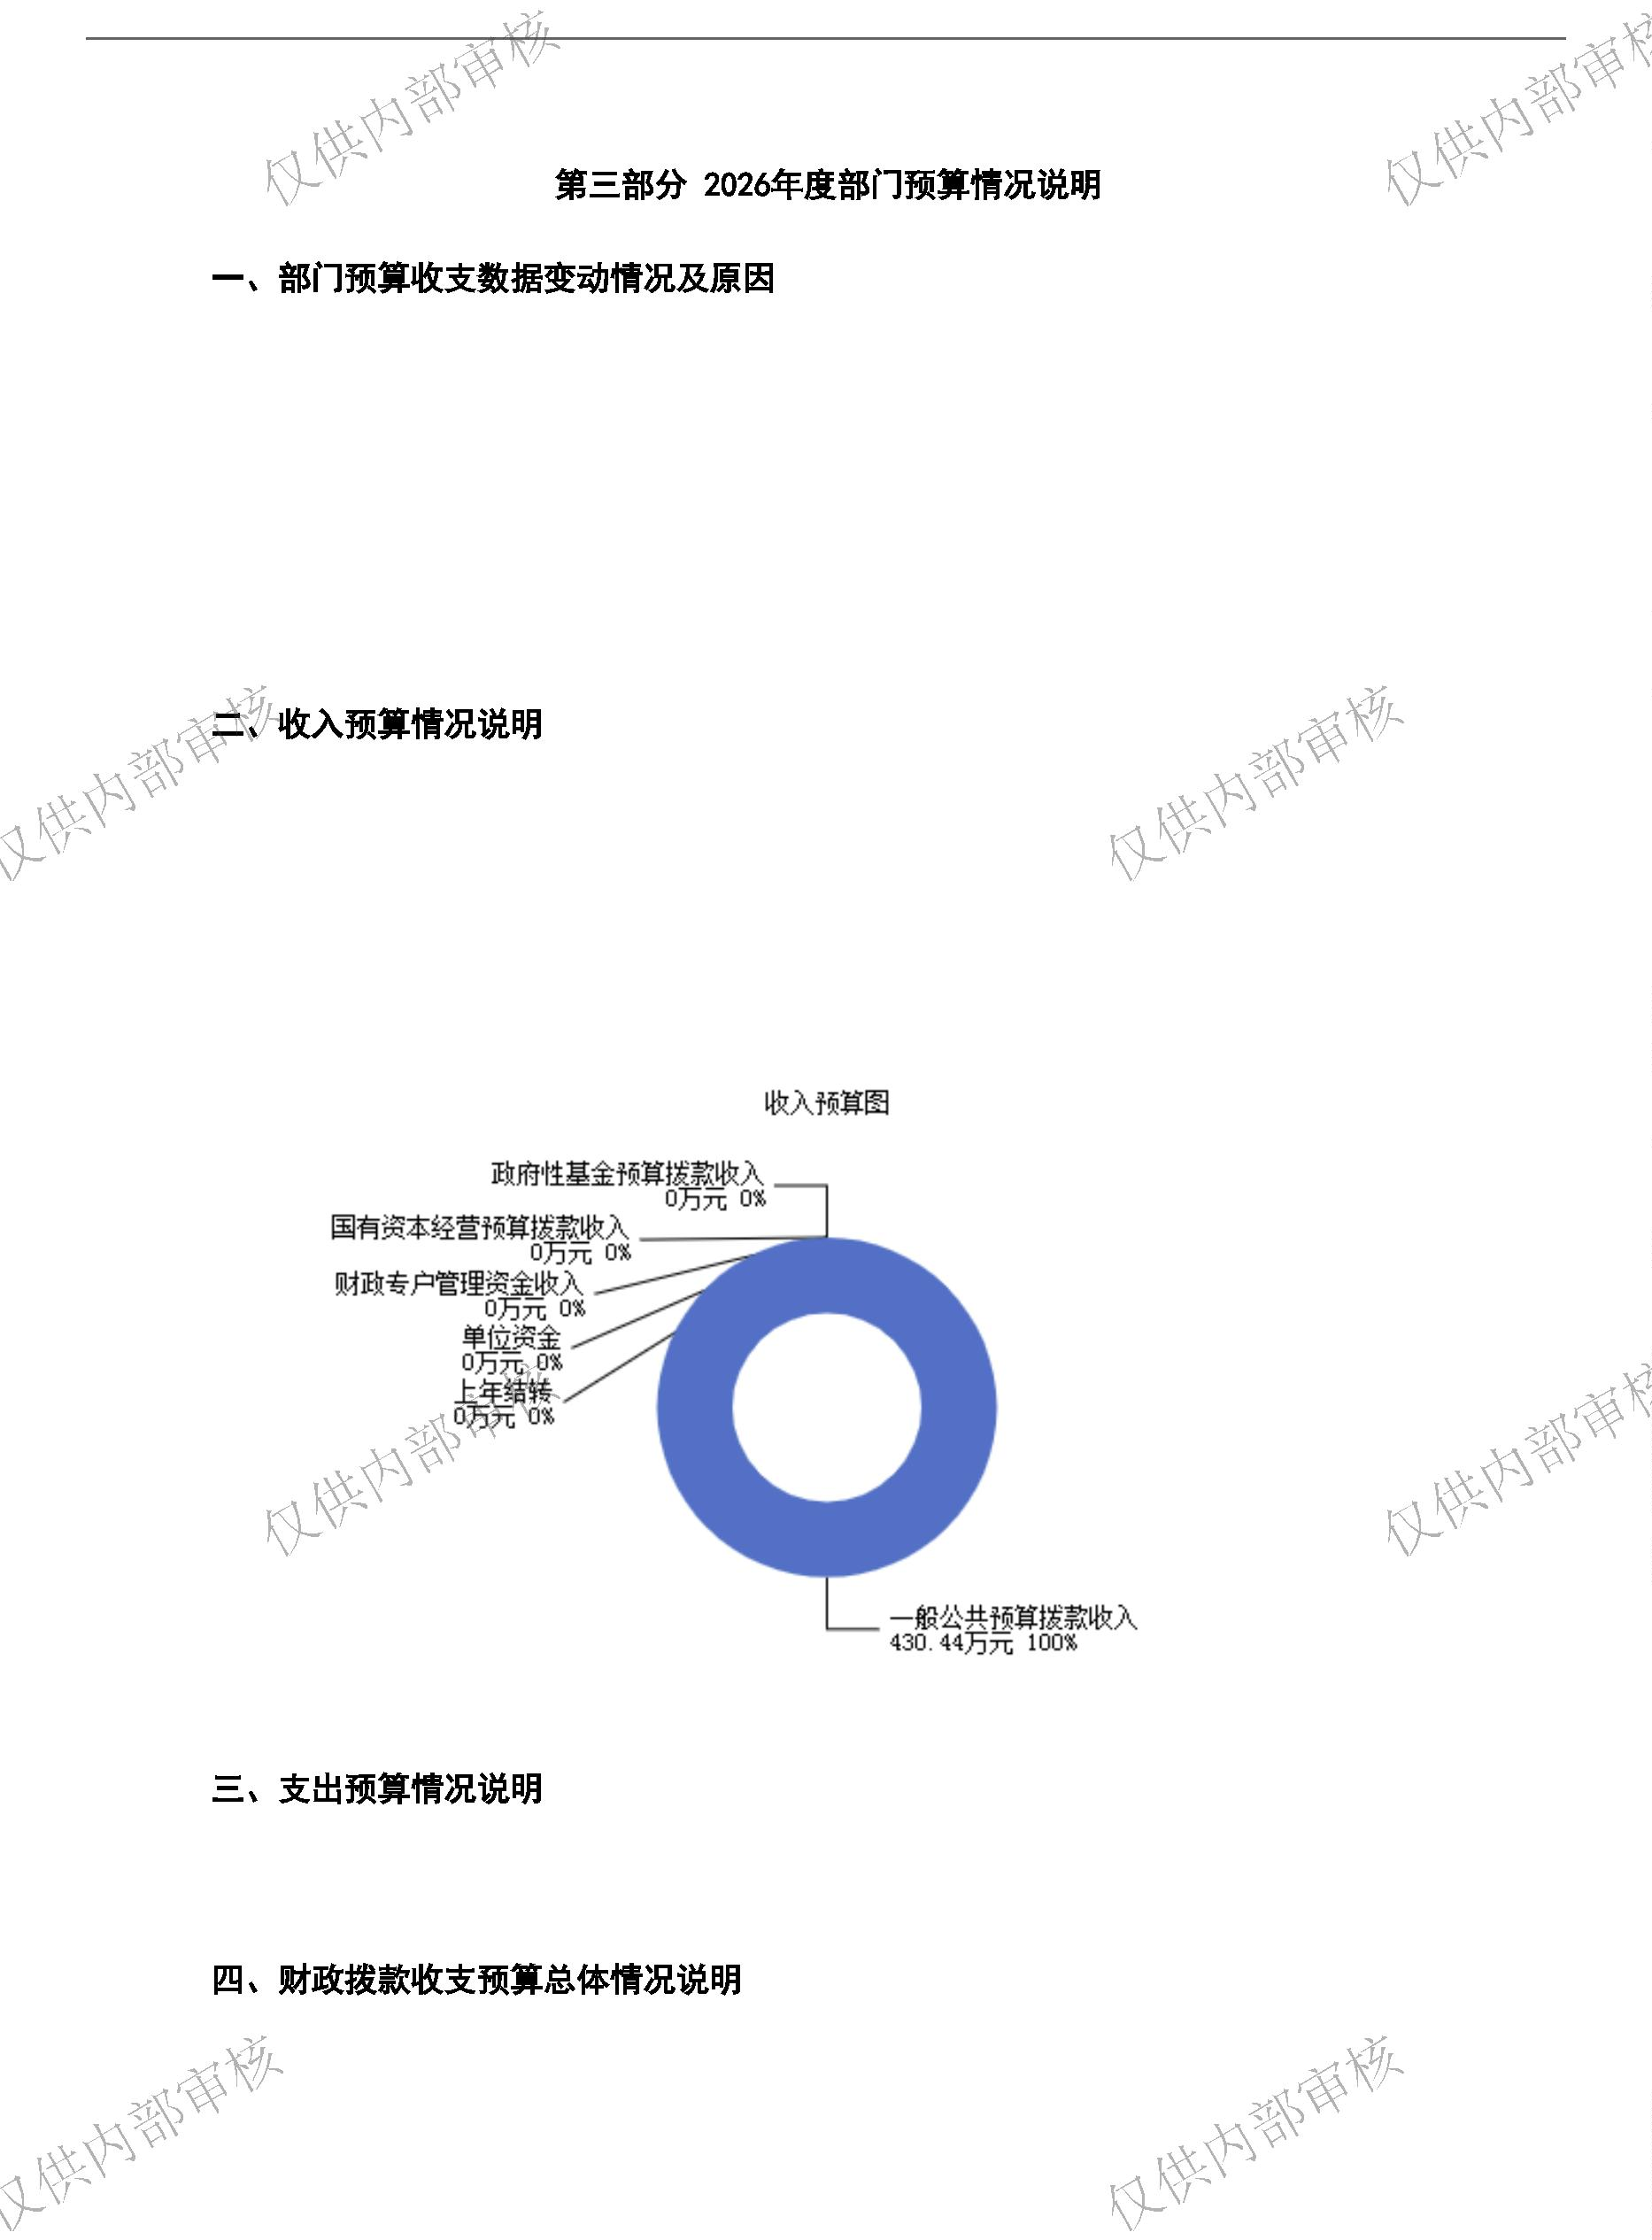 仅供内部审核
仅供内部审核
第三部分 2026年度部门预算情况说明
一、部门预算收支数据变动情况及原因
二、收入预算情况说明
仅供内部审核
仅供内部审核
收入预算图
政府性基金预算拨款收入
0万元 0%
国有资本经营预算拨款收入
0万元 0%
财政专户管理资金收入
0万元 0%
单位资金
0万元 0%
上年结转
0万元 0%
仅供内部审核
仅供内部审核
一般公共预算拨款收入
430.44万元 100%
三、支出预算情况说明
四、财政拨款收支预算总体情况说明
仅供内部审核
仅供内部审核